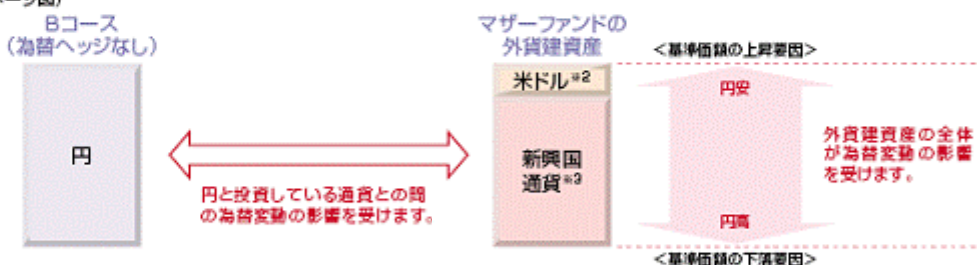 Bコース
(為替ヘッジなし)
円
円と投資している通貨との間
の為替変動の影響を受けます。
マザーファンドの
外貨建資産
米ドル※2
新興国
通貨※3
<基準価額の上昇要因>
円安
外貨建資産の全体
が為替変動の影響
を受けます。
円高
<基準価額の下落要因>